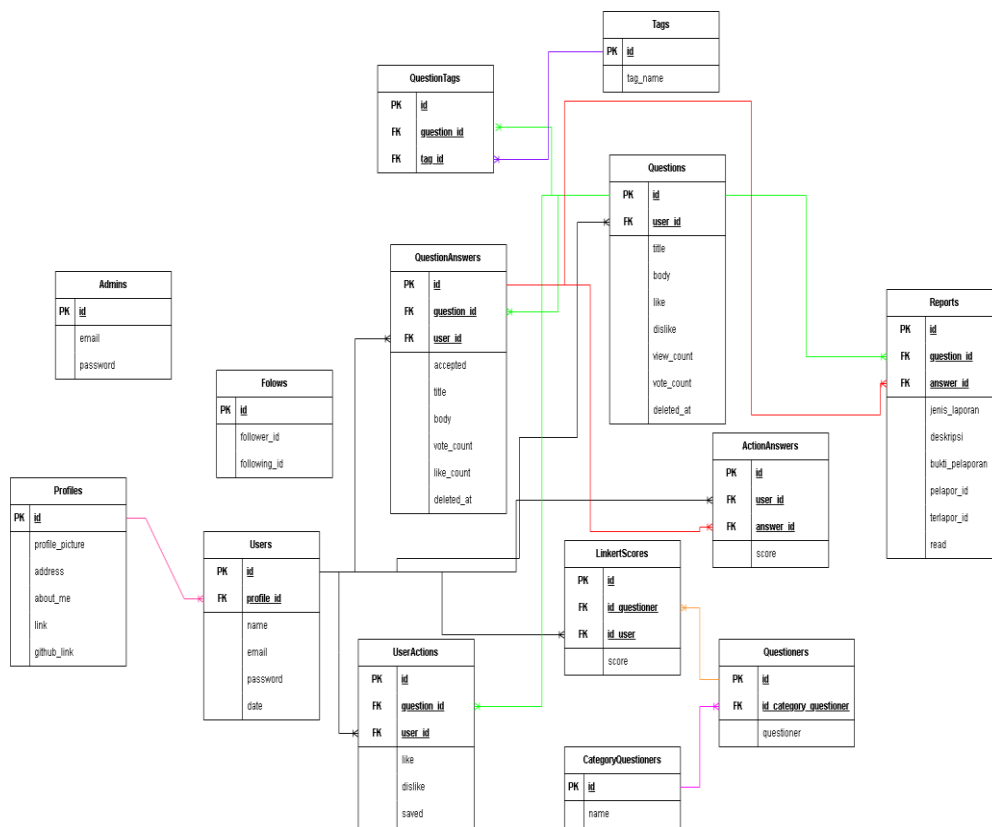 Tags
PK id
tag_name
QuestionTags
PK id
FK question_id
FK tag_id
Questions
PK id
FK user_id
title
body
like
dislike
view_count
vote_count
deleted_at
QuestionAnswers
PK id
FK question_id
FK user_id
accepted
title
body
vote_count
like_count
deleted_at
Admins
PK id
email
password
Reports
PK id
FK question_id
FK answer_id
jenis_laporan
deskripsi
bukti_pelaporan
pelapor_id
terlapor_id
read
Folows
PK id
follower_id
following_id
ActionAnswers
PK id
FK user_id
FK answer_id
score
Profiles
PK id
profile_picture
address
about_me
link
github_link
Users
PK id
FK profile_id
name
email
password
date
LinkertScores
PK id
FK id_questioner
FK id_user
score
UserActions
PK id
FK question_id
FK user_id
like
dislike
saved
Questioners
PK id
FK id_category_questioner
questioner
CategoryQuestioners
PK id
name